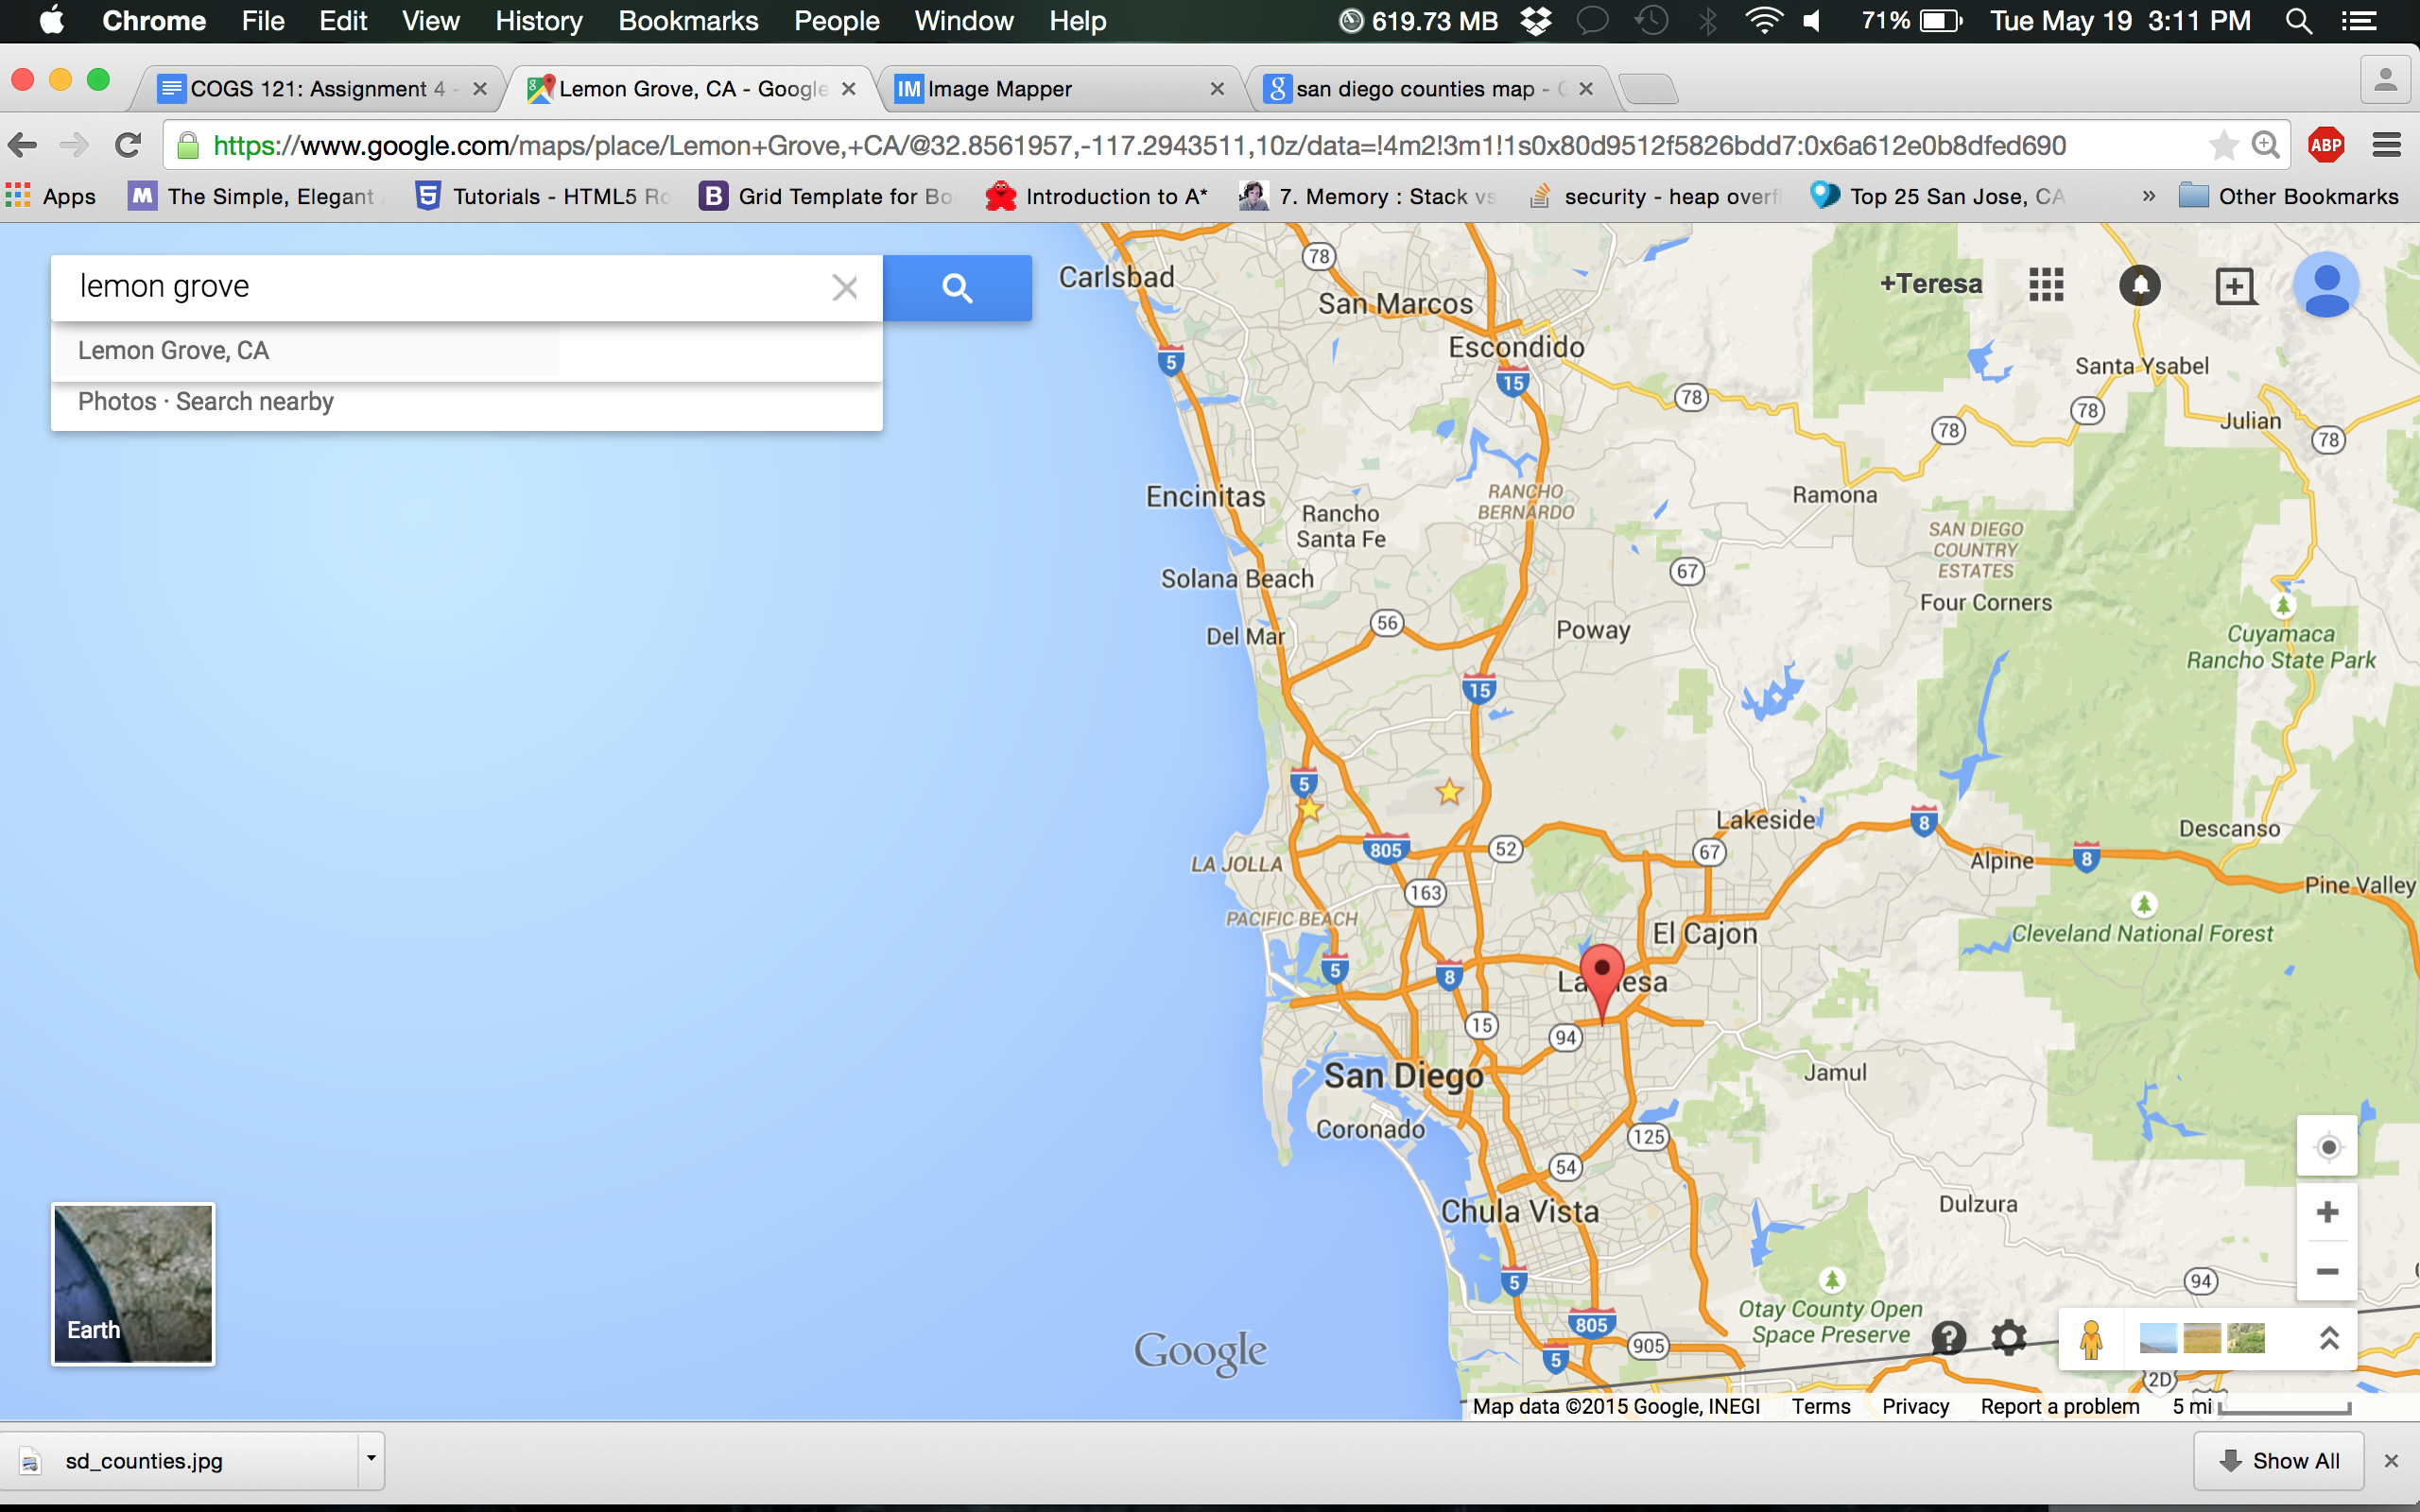 Chrome File Edit View History Bookmarks People Window Help 619.73 MB 71% Tue May 19 3:11 PM
COGS 121: Assignment 4 - Lemon Grove, CA - Google IM Image Mapper g san diego counties map -
https://www.google.com/maps/place/Lemon+Grove,+CA/@32.8561957,-117.2943511,10z/data=!4m2!3m1!1s0x80d9512f5826bdd7:0x6a612e0b8dfed690 ABP
Apps M The Simple, Elegant 5 Tutorials - HTML5 Ro B Grid Template for Bo Introduction to A* 7. Memory : Stack vs security - heap overfl Top 25 San Jose, CA » Other Bookmarks
lemon grove
Lemon Grove, CA
Photos · Search nearby
+Teresa
Carlsbad
78
San Marcos
Escondido
5
15
Santa Ysabel
78
78
78
Julian
78
Encinitas
Rancho
Santa Fe
RANCHO
BERNARDO
Ramona
SAN DIEGO
COUNTRY
ESTATES
67
Solana Beach
Four Corners
56
Del Mar
Poway
Cuyamaca
Rancho State Park
15
5
Lakeside
8
Descanso
805
52
67
Alpine
8
LA JOLLA
163
Pine Valley
PACIFIC BEACH
El Cajon
Cleveland National Forest
5
8
La
esa
15
94
San Diego
Jamul
Coronado
125
54
Chula Vista
Dulzura
5
94
Otay County Open
Space Preserve
805
905
5
2D
Earth
Google
Map data ©2015 Google, INEGI Terms Privacy Report a problem 5 mi
sd_counties.jpg
Show All